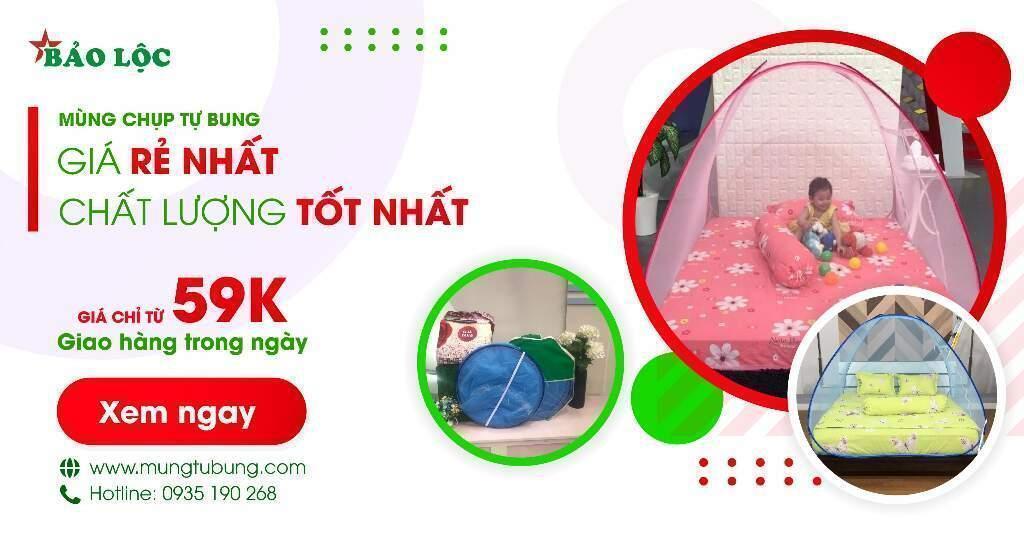 BẢO LỘC
MÙNG CHỤP TỰ BUNG
GIÁ RẺ NHẤT
CHẤT LƯỢNG TỐT NHẤT
GIÁ CHỈ TỪ 59K
Giao hàng trong ngày
Xem ngay
www.mungtubung.com
Hotline: 0935 190 268